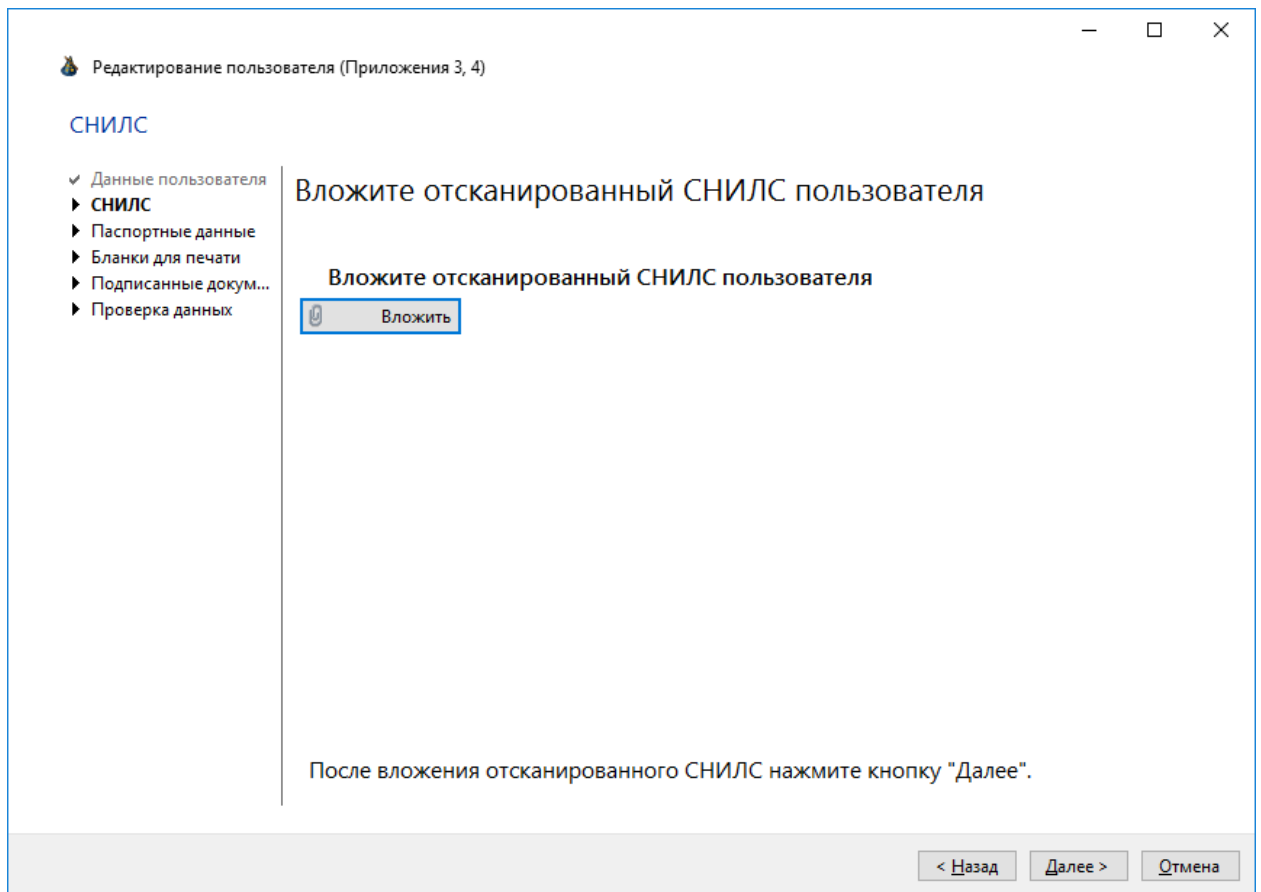 Редактирование пользователя (Приложения 3, 4)
СНИЛС
Данные пользователя
СНИЛС
Паспортные данные
Бланки для печати
Подписанные докум...
Проверка данных
Вложите отсканированный СНИЛС пользователя
Вложите отсканированный СНИЛС пользователя
Вложить
После вложения отсканированного СНИЛС нажмите кнопку "Далее".
< Назад
Далее >
Отмена